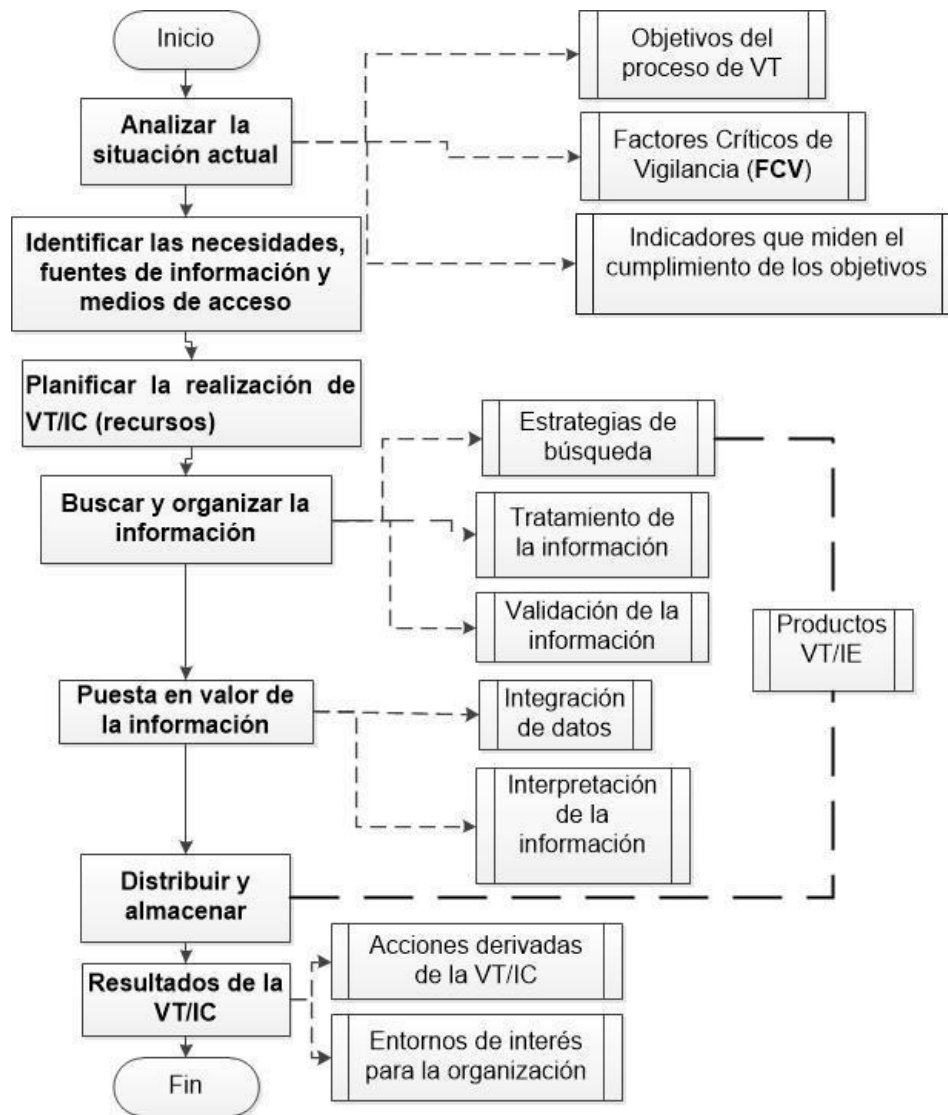 Inicio
Objetivos del
proceso de VT
Analizar la
situación actual
Factores Críticos de
Vigilancia (FCV)
Identificar las necesidades,
fuentes de información y
medios de acceso
Indicadores que miden el
cumplimiento de los objetivos
Planificar la realización de
VT/IC (recursos)
Estrategias de
búsqueda
Buscar y organizar la
información
Tratamiento de
la información
Validación de la
información
Productos
VT/IE
Puesta en valor de
la información
Integración
de datos
Interpretación
de la
información
Distribuir y
almacenar
Acciones derivadas
de la VT/IC
Resultados de la
VT/IC
Entornos de interés
para la organización
Fin